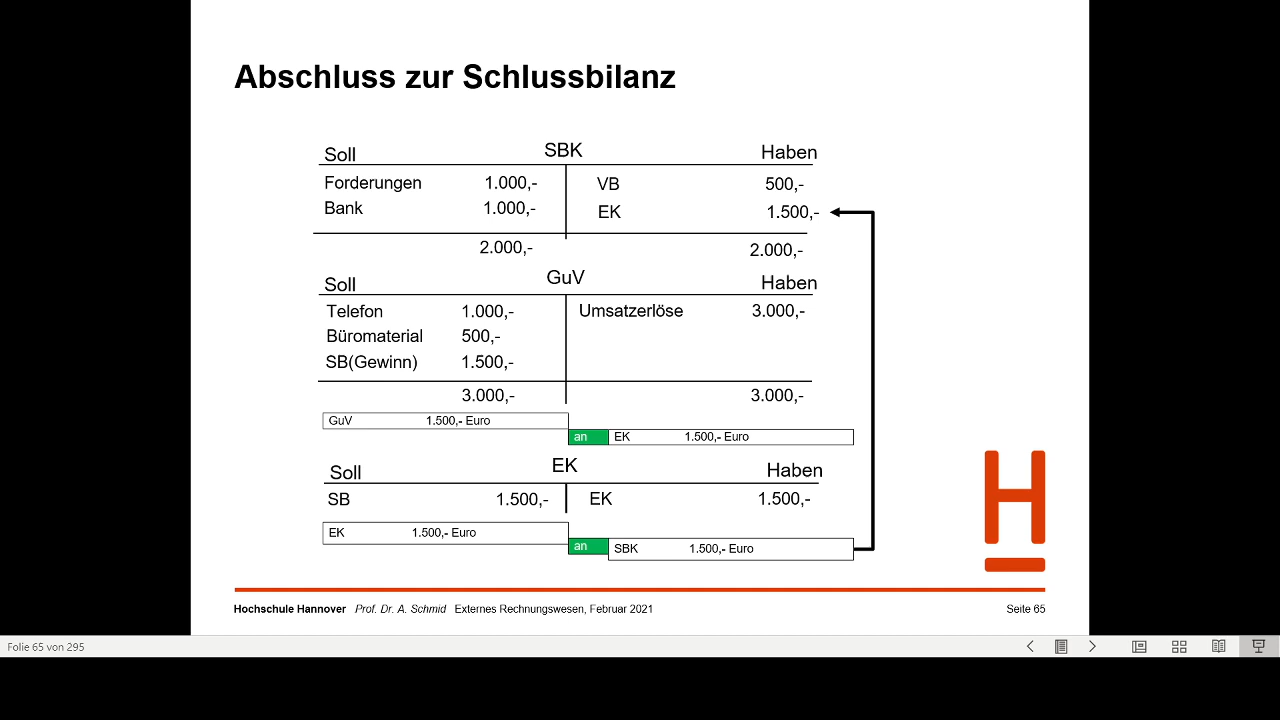 Abschluss zur Schlussbilanz
Soll SBK Haben
Forderungen 1.000,- VB 500,-
Bank 1.000,- EK 1.500,-
2.000,- 2.000,-
Soll GuV Haben
Telefon 1.000,- Umsatzerlöse 3.000,-
Büromaterial 500,-
SB(Gewinn) 1.500,-
3.000,- 3.000,-
GuV 1.500,- Euro
an EK 1.500,- Euro
Soll EK Haben
SB 1.500,- EK 1.500,-
EK 1.500,- Euro
an SBK 1.500,- Euro
H
Hochschule Hannover Prof. Dr. A. Schmid Externes Rechnungswesen, Februar 2021 Seite 65
Folie 65 von 295